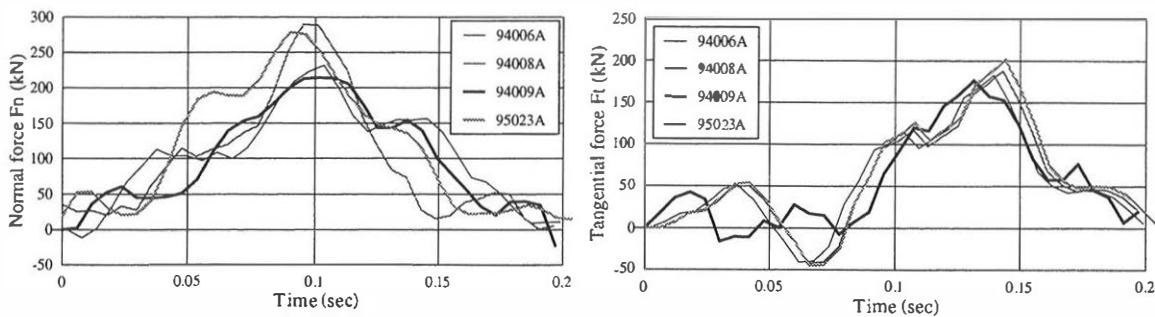 300
250
200
150
100
50
0
-50
Normal force Fn (kN)
94006A
94008A
94009A
95023A
0 0.05 0.1 0.15 0.2
Time (sec)
250
200
150
100
50
0
-50
Tangential force Ft (kN)
94006A
94008A
94009A
95023A
0 0.05 0.1 0.15 0.2
Time (sec)